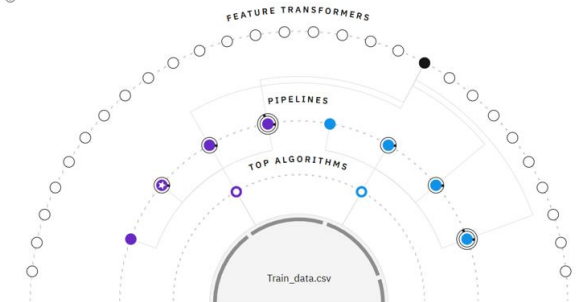 FEATURE TRANSFORMERS
PIPELINES
TOP ALGORITHMS
Train_data.csv